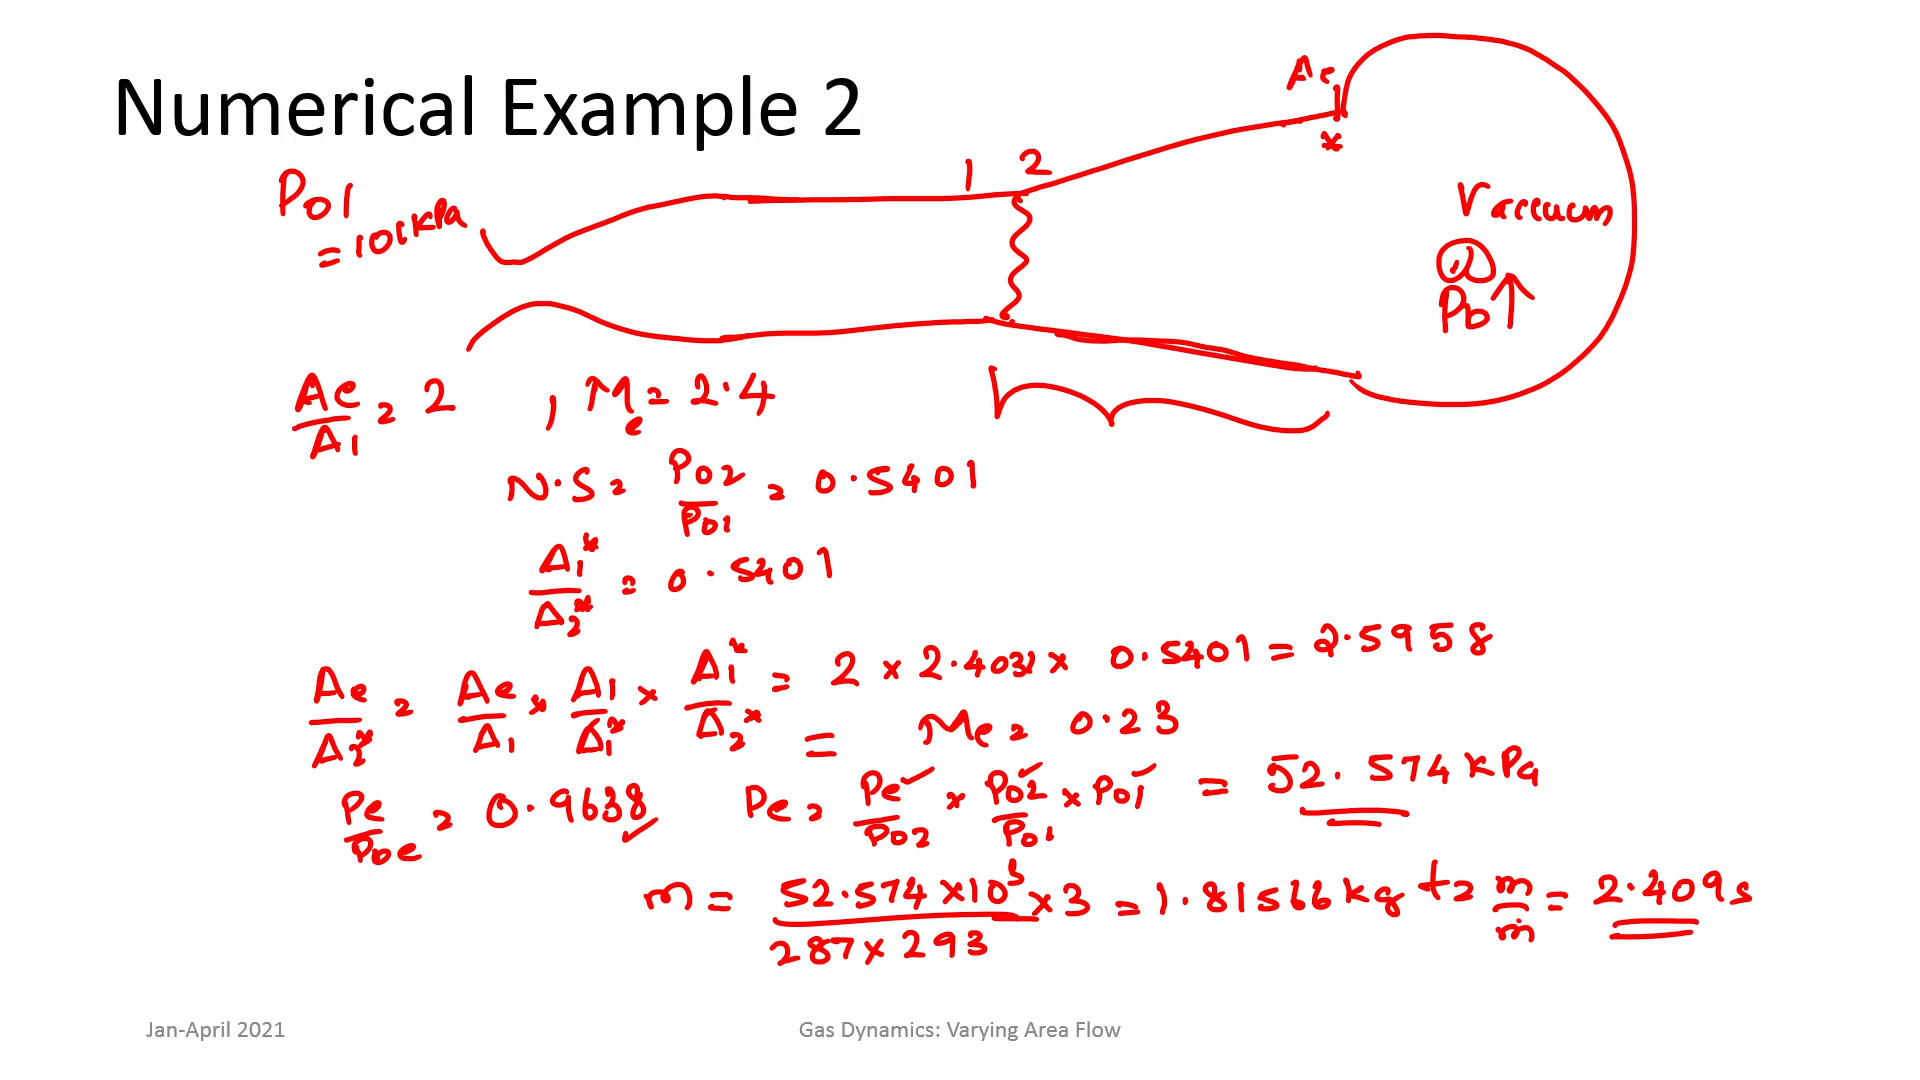 Numerical Example 2
Ae
*
1 2
P01
= 101kPa
Vaccuum
Pb ↑
Ae/A1 = 2 , Me = 2.4
N.S = P02/P01 = 0.5401
A1*/A2* = 0.5401
Ae/A2* = Ae/A1 × A1/A1* × A1*/A2* = 2 × 2.4031 × 0.5401 = 2.5958
= Me = 0.23
Pe/P0e = 0.9638 Pe = Pe/P02 × P02/P01 × P01 = 52.574 kPa
m = 52.574 × 10³/287 × 293 × 3 = 1.81566 kg t = m/ṁ = 2.409 s
Jan-April 2021
Gas Dynamics: Varying Area Flow